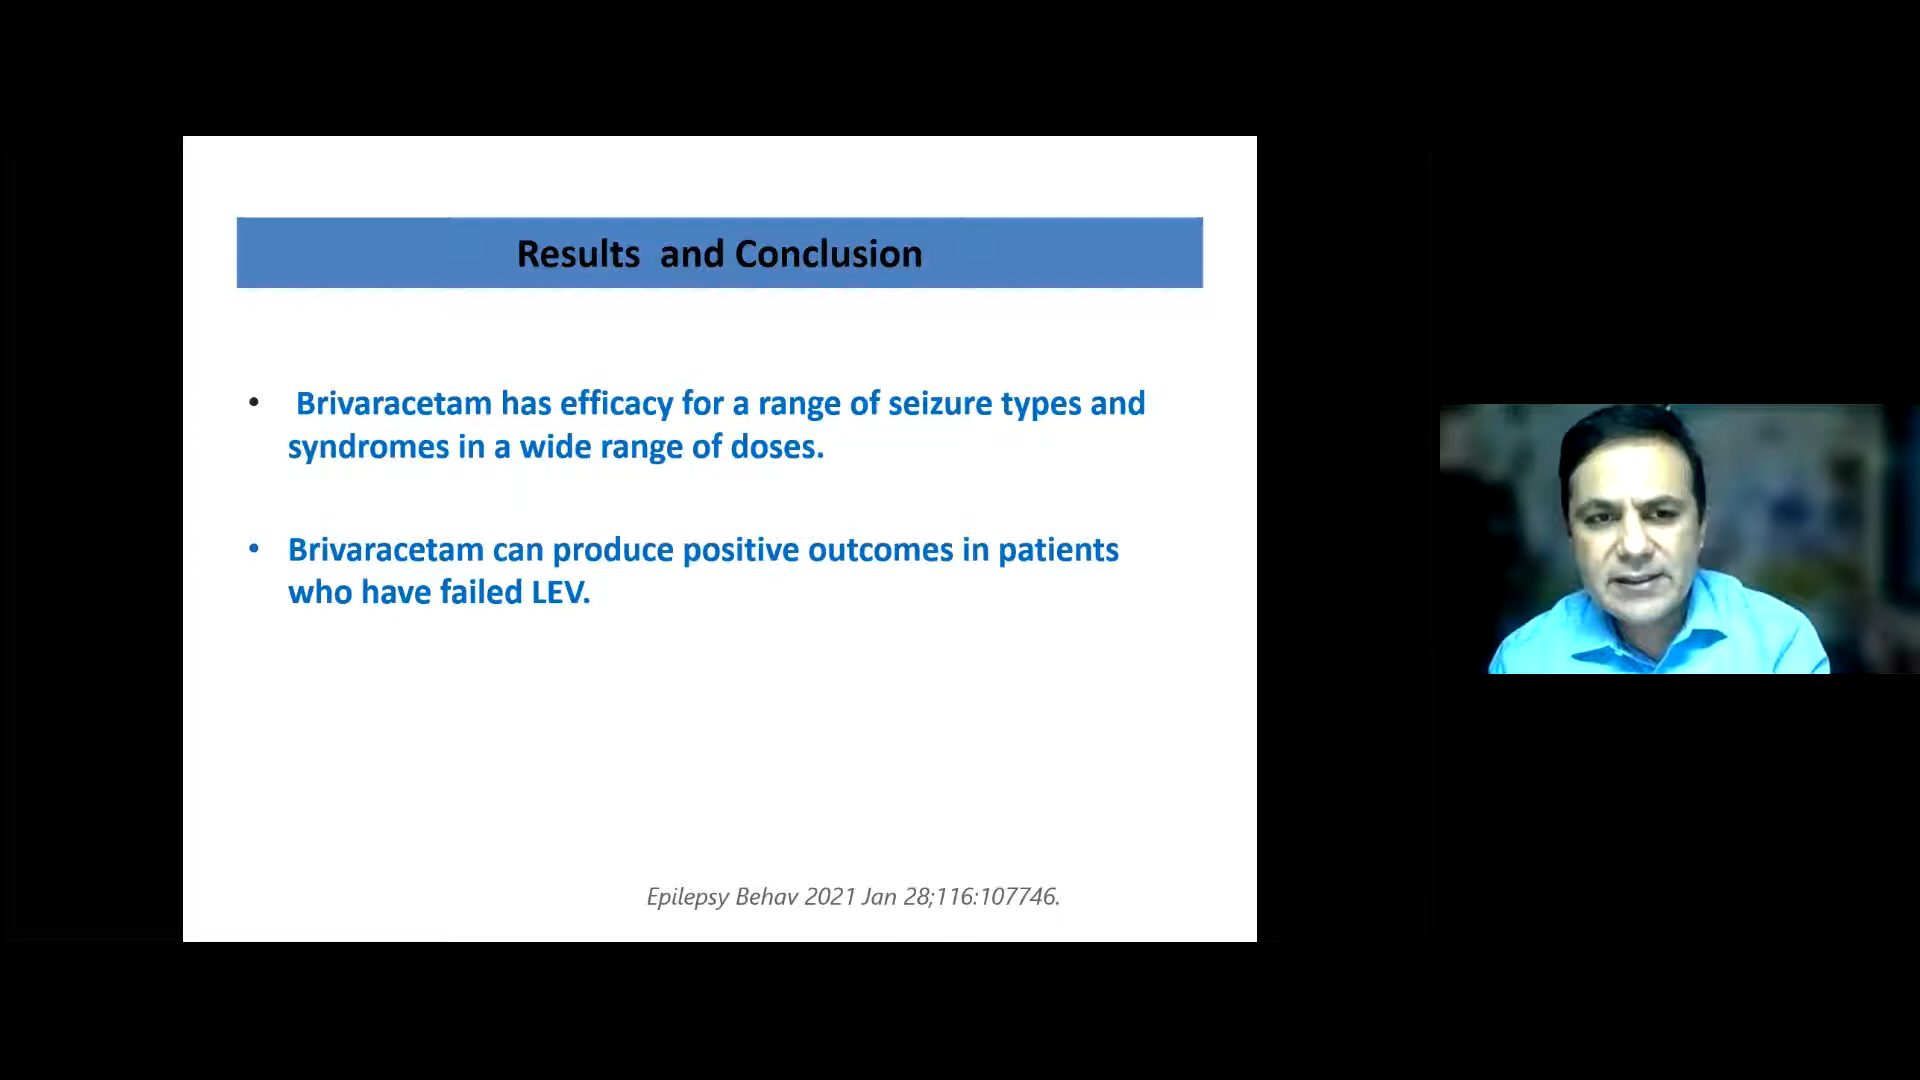 Results  and Conclusion
• Brivaracetam has efficacy for a range of seizure types and
syndromes in a wide range of doses.
• Brivaracetam can produce positive outcomes in patients
who have failed LEV.
Epilepsy Behav 2021 Jan 28;116:107746.